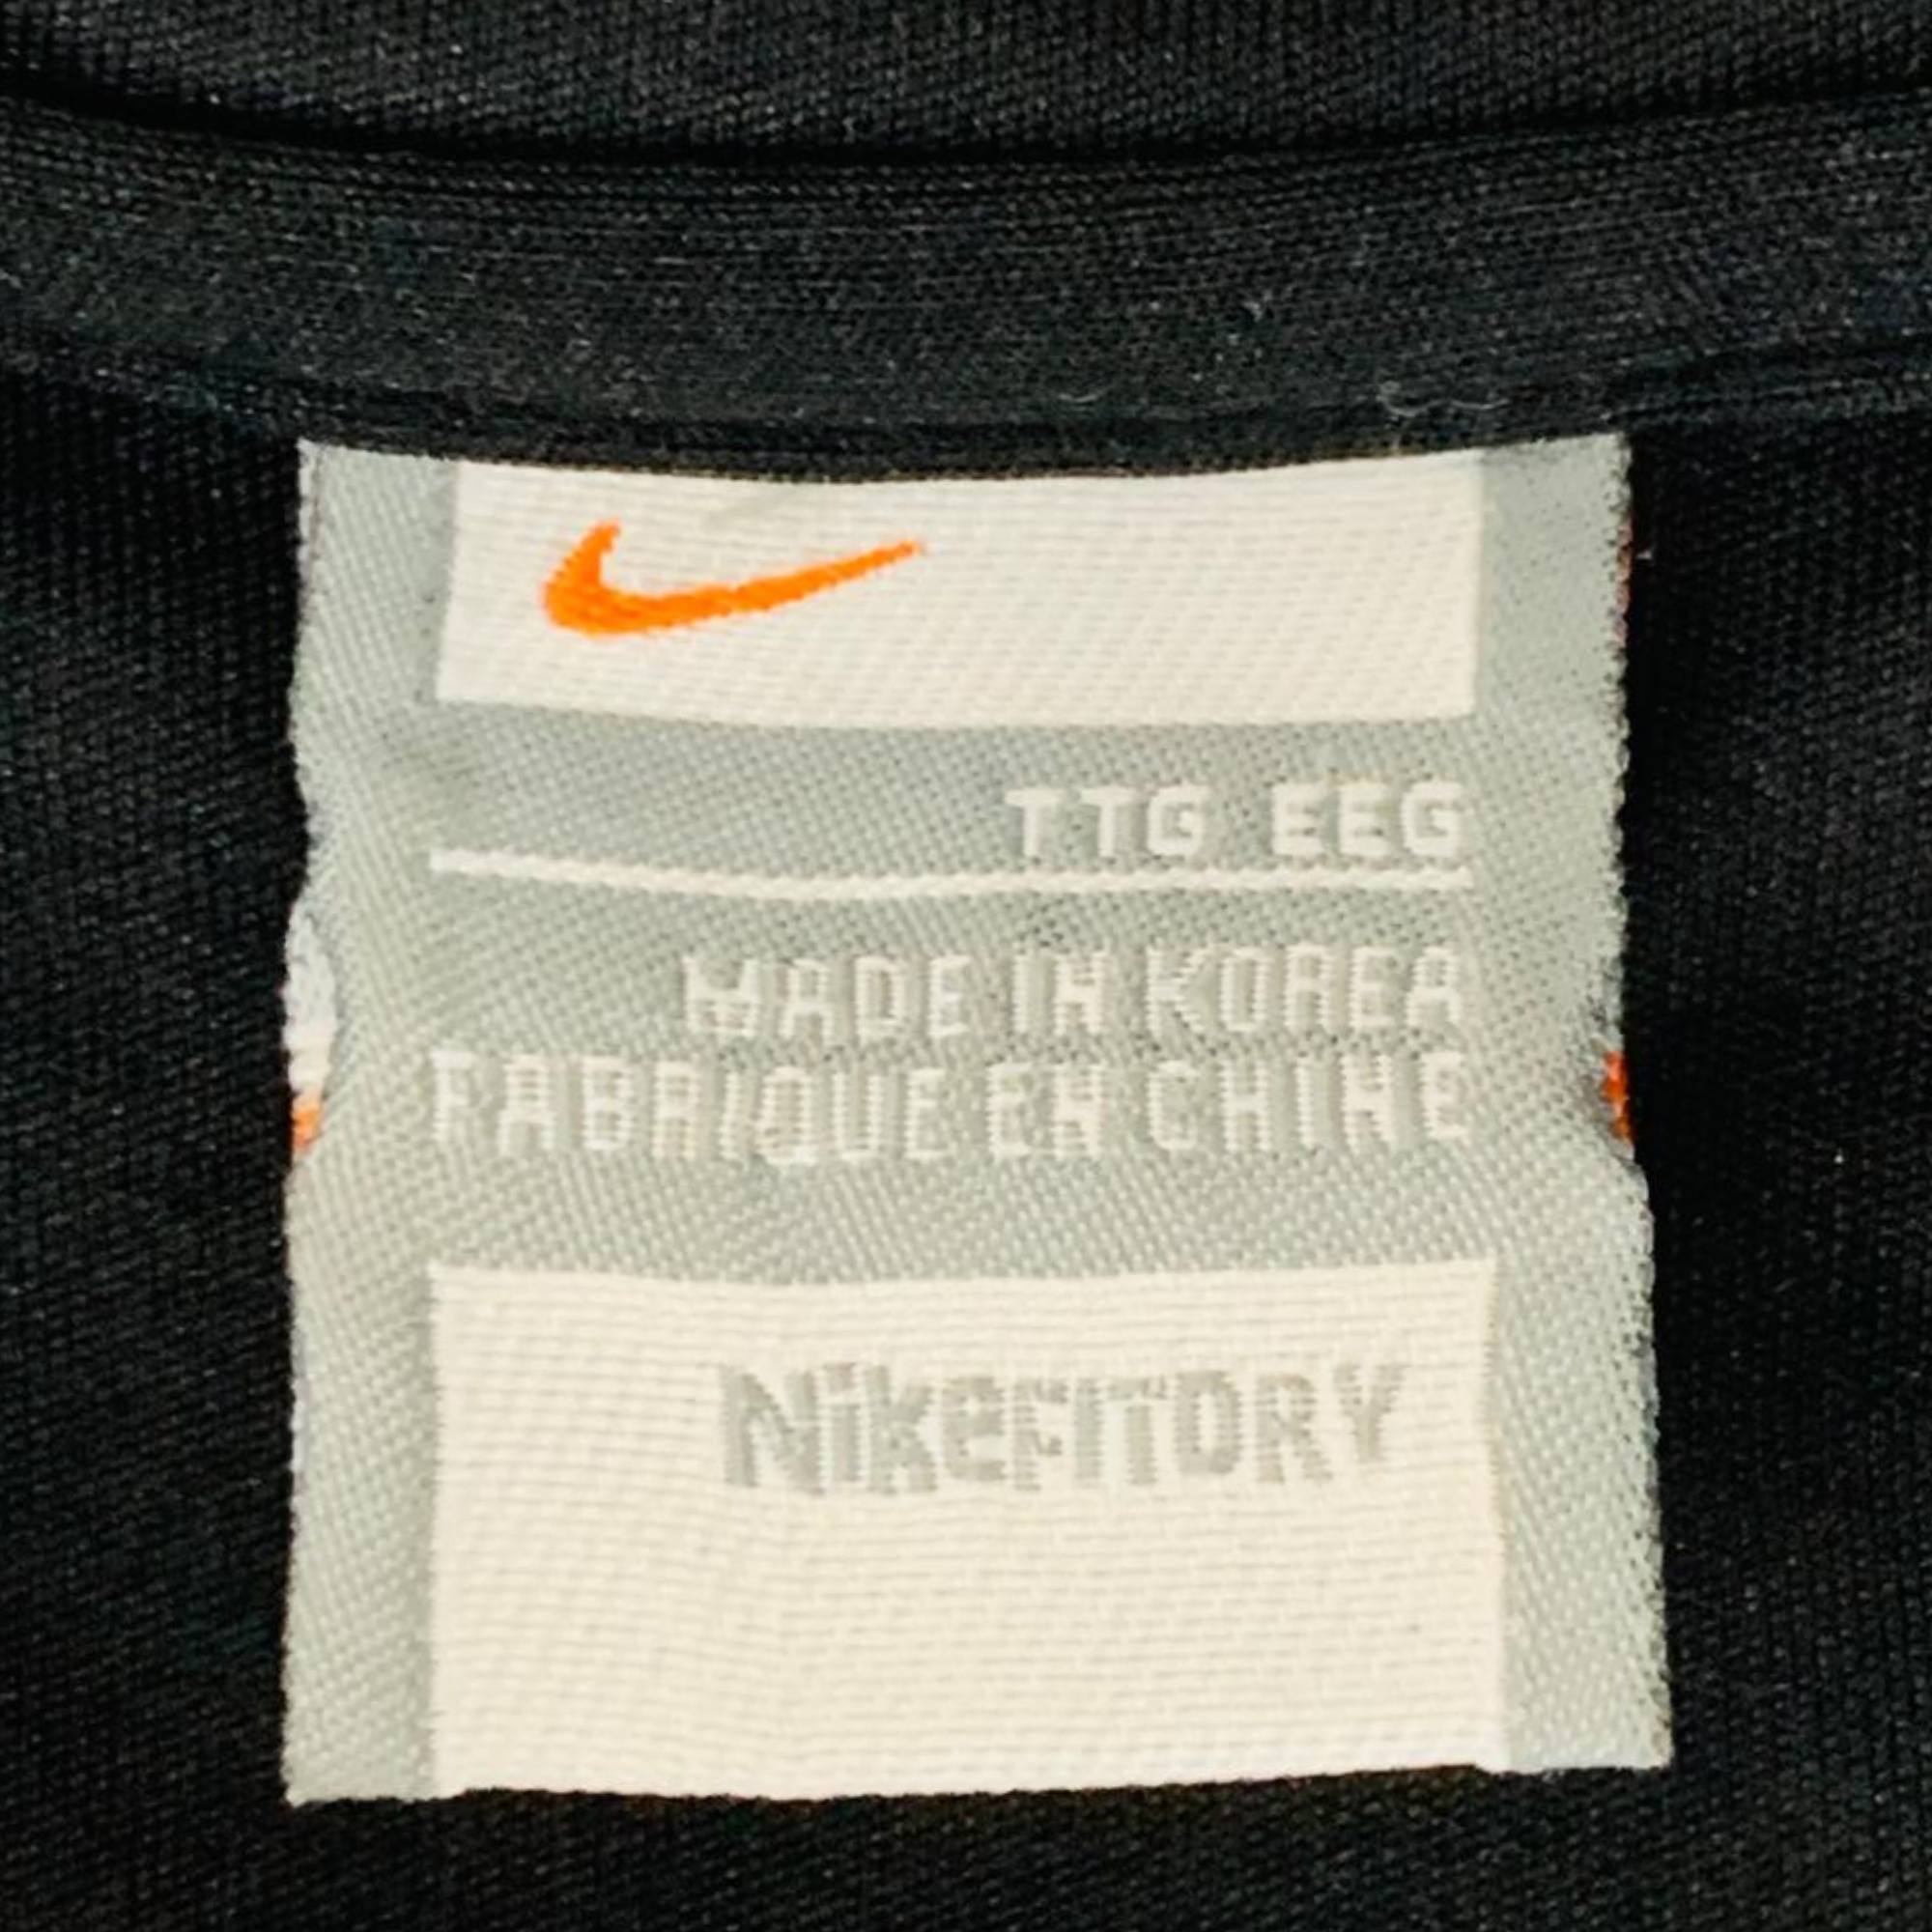 TTG EEG
MADE IN KOREA
FABRIQUE EN CHINE
NikeFITDRY